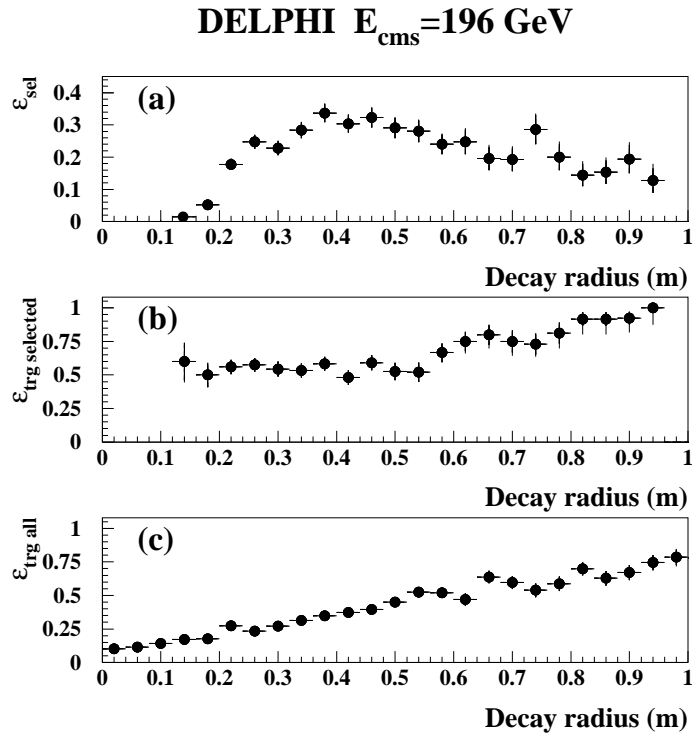 DELPHI E_cms=196 GeV
ε_sel
(a)
0.4
0.3
0.2
0.1
0
0 0.1 0.2 0.3 0.4 0.5 0.6 0.7 0.8 0.9 1
Decay radius (m)
ε_trg selected
(b)
1
0.75
0.5
0.25
0
0 0.1 0.2 0.3 0.4 0.5 0.6 0.7 0.8 0.9 1
Decay radius (m)
ε_trg all
(c)
1
0.75
0.5
0.25
0
0 0.1 0.2 0.3 0.4 0.5 0.6 0.7 0.8 0.9 1
Decay radius (m)